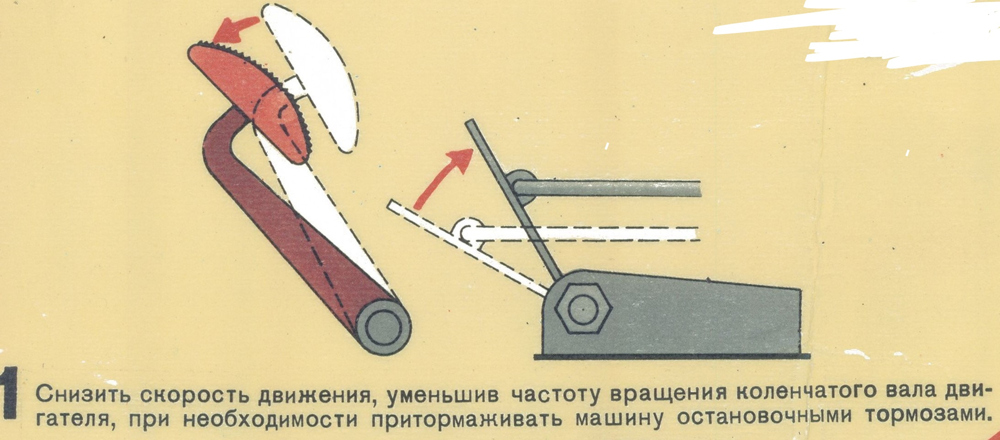 1 Снизить скорость движения, уменьшив частоту вращения коленчатого вала дви-
гателя, при необходимости притормаживать машину остановочными тормозами.